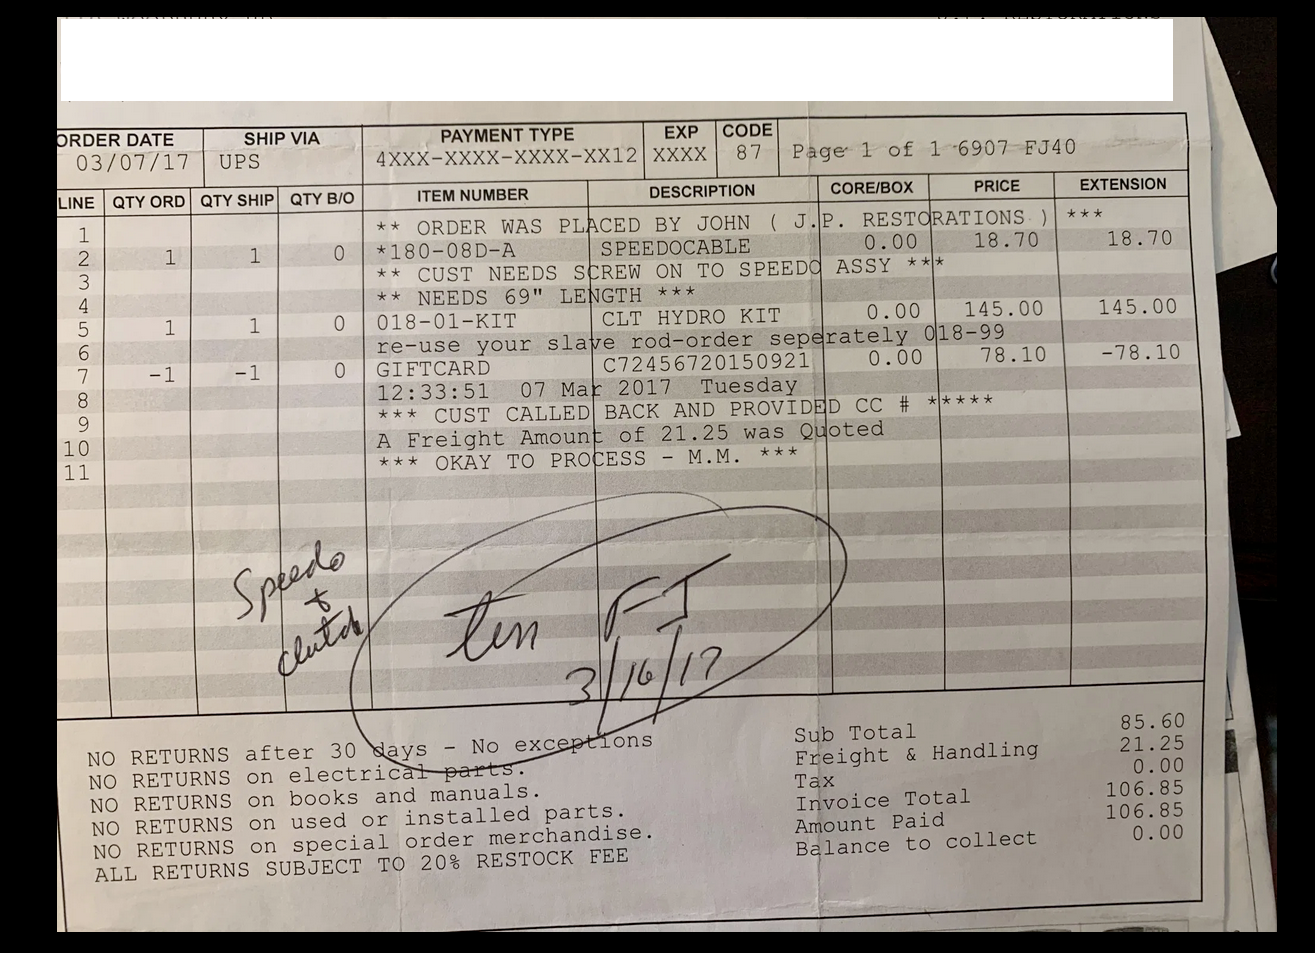 ORDER DATE SHIP VIA PAYMENT TYPE EXP CODE
03/07/17 UPS 4XXX-XXXX-XXXX-XX12 XXXX 87 Page 1 of 1 6907 FJ40
LINE QTY ORD QTY SHIP QTY B/O ITEM NUMBER DESCRIPTION CORE/BOX PRICE EXTENSION
1 ** ORDER WAS PLACED BY JOHN ( J.P. RESTORATIONS ) ***
2 1 1 0 *180-08D-A SPEEDOCABLE 0.00 18.70 18.70
3 ** CUST NEEDS SCREW ON TO SPEEDO ASSY ***
4 ** NEEDS 69" LENGTH ***
5 1 1 0 018-01-KIT CLT HYDRO KIT 0.00 145.00 145.00
6 re-use your slave rod-order seperately 018-99
7 -1 -1 0 GIFTCARD C72456720150921 0.00 78.10 -78.10
8 12:33:51 07 Mar 2017 Tuesday
9 *** CUST CALLED BACK AND PROVIDED CC # *****
10 A Freight Amount of 21.25 was Quoted
11 *** OKAY TO PROCESS - M.M. ***
Speedo
+
clutch
FJ
3/16/17
NO RETURNS after 30 days - No exceptions
NO RETURNS on electrical parts.
NO RETURNS on books and manuals.
NO RETURNS on used or installed parts.
NO RETURNS on special order merchandise.
ALL RETURNS SUBJECT TO 20% RESTOCK FEE
Sub Total 85.60
Freight & Handling 21.25
Tax 0.00
Invoice Total 106.85
Amount Paid 106.85
Balance to collect 0.00